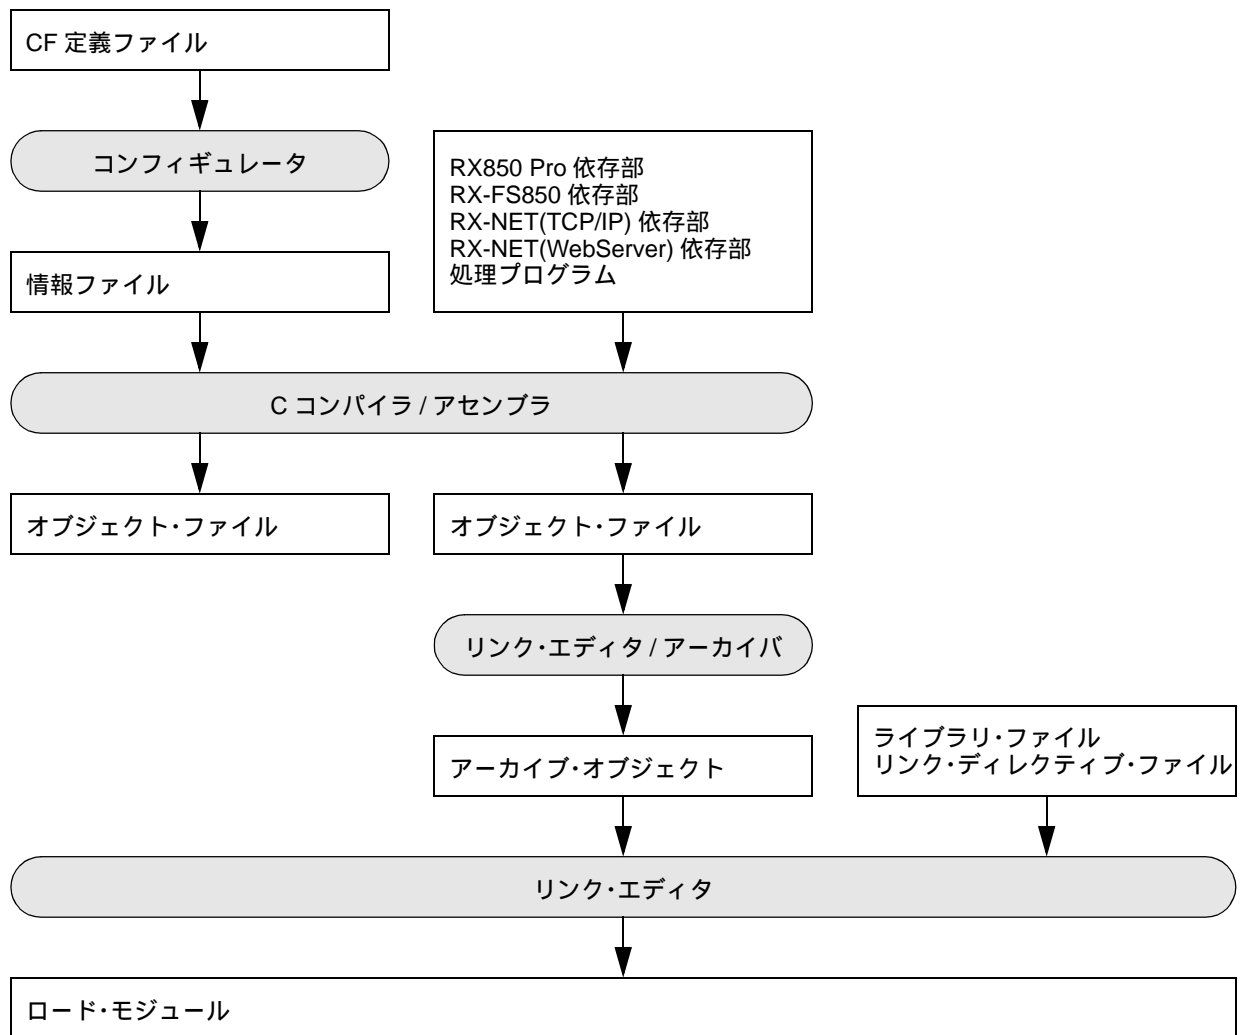 CF 定義ファイル
コンフィギュレータ
RX850 Pro 依存部
RX-FS850 依存部
RX-NET(TCP/IP) 依存部
RX-NET(WebServer) 依存部
処理プログラム
情報ファイル
C コンパイラ / アセンブラ
オブジェクト・ファイル
オブジェクト・ファイル
リンク・エディタ / アーカイバ
アーカイブ・オブジェクト
ライブラリ・ファイル
リンク・ディレクティブ・ファイル
リンク・エディタ
ロード・モジュール